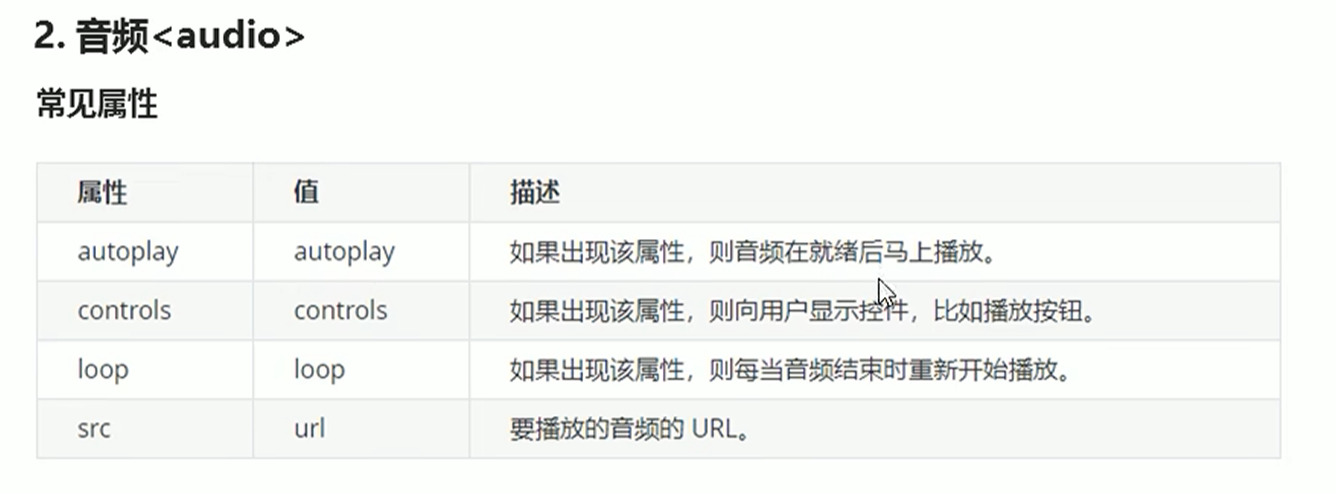 2. 音频<audio>
常见属性
属性 值 描述
autoplay autoplay 如果出现该属性，则音频在就绪后马上播放。
controls controls 如果出现该属性，则向用户显示控件，比如播放按钮。
loop loop 如果出现该属性，则每当音频结束时重新开始播放。
src url 要播放的音频的 URL。